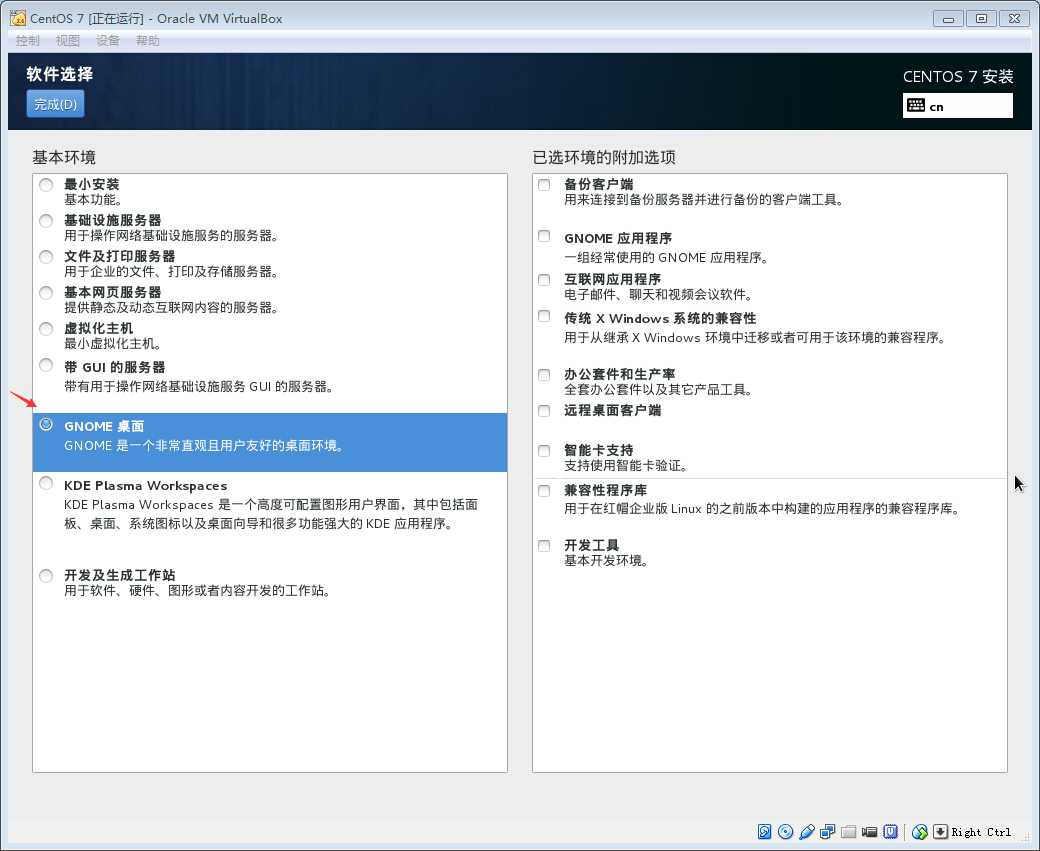 CentOS 7 [正在运行] - Oracle VM VirtualBox
控制 视图 设备 帮助
软件选择
CENTOS 7 安装
完成(D)
cn
基本环境
最小安装
基本功能。
基础设施服务器
用于操作网络基础设施服务的服务器。
文件及打印服务器
用于企业的文件、打印及存储服务器。
基本网页服务器
提供静态及动态互联网内容的服务器。
虚拟化主机
最小虚拟化主机。
带 GUI 的服务器
带有用于操作网络基础设施服务 GUI 的服务器。
GNOME 桌面
GNOME 是一个非常直观且用户友好的桌面环境。
KDE Plasma Workspaces
KDE Plasma Workspaces 是一个高度可配置图形用户界面，其中包括面
板、桌面、系统图标以及桌面向导和很多功能强大的 KDE 应用程序。
开发及生成工作站
用于软件、硬件、图形或者内容开发的工作站。
已选环境的附加选项
备份客户端
用来连接到备份服务器并进行备份的客户端工具。
GNOME 应用程序
一组经常使用的 GNOME 应用程序。
互联网应用程序
电子邮件、聊天和视频会议软件。
传统 X Windows 系统的兼容性
用于从继承 X Windows 环境中迁移或者可用于该环境的兼容程序。
办公套件和生产率
全套办公套件以及其它产品工具。
远程桌面客户端
智能卡支持
支持使用智能卡验证。
兼容性程序库
用于在红帽企业版 Linux 的之前版本中构建的应用程序的兼容程序库。
开发工具
基本开发环境。
Right Ctrl